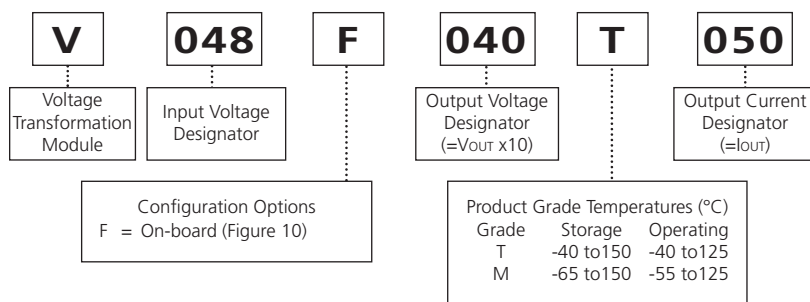 V 048 F 040 T 050
Voltage
Transformation
Module
Input Voltage
Designator
Output Voltage
Designator
(=VOUT x10)
Output Current
Designator
(=IOUT)
Configuration Options
F = On-board (Figure 10)
Product Grade Temperatures (°C)
Grade Storage Operating
T -40 to150 -40 to125
M -65 to150 -55 to125